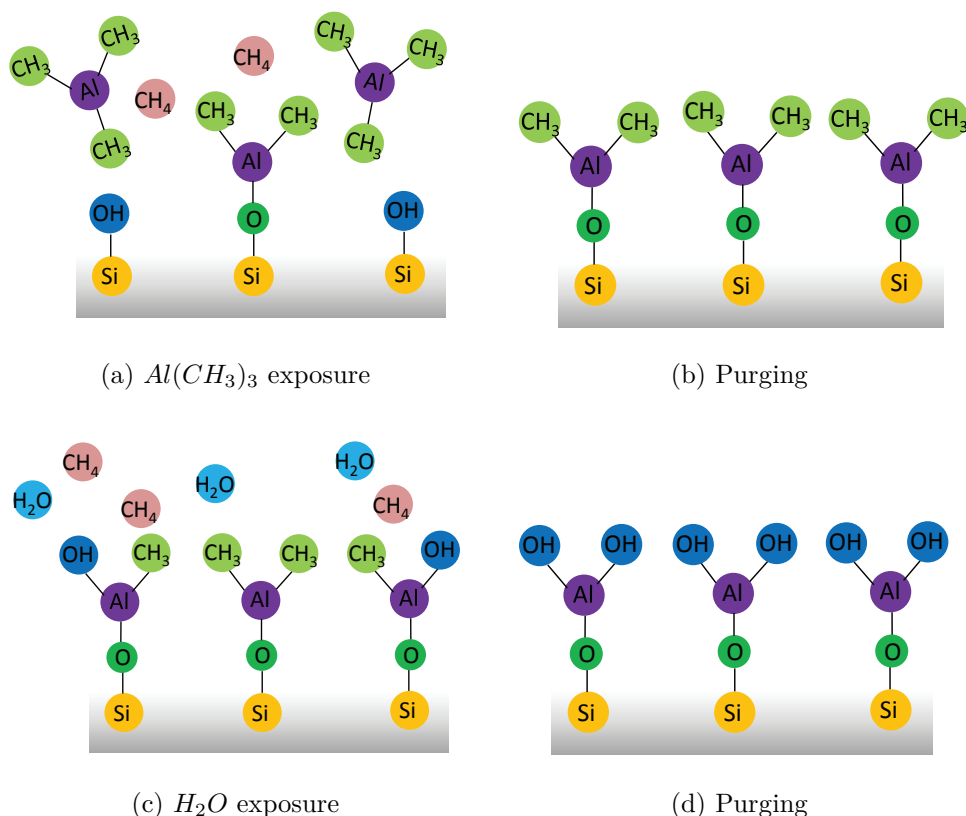 CH₃ CH₃ CH₄ CH₃ CH₃
Al CH₄ Al
CH₃ CH₃ CH₃ CH₃
Al
OH O OH
Si Si Si
(a) Al(CH₃)₃ exposure
CH₃ CH₃ CH₃ CH₃ CH₃ CH₃
Al Al Al
O O O
Si Si Si
(b) Purging
CH₄ H₂O
H₂O CH₄ H₂O CH₄
OH CH₃ CH₃ CH₃ CH₃ OH
Al Al Al
O O O
Si Si Si
(c) H₂O exposure
OH OH OH OH OH OH
Al Al Al
O O O
Si Si Si
(d) Purging